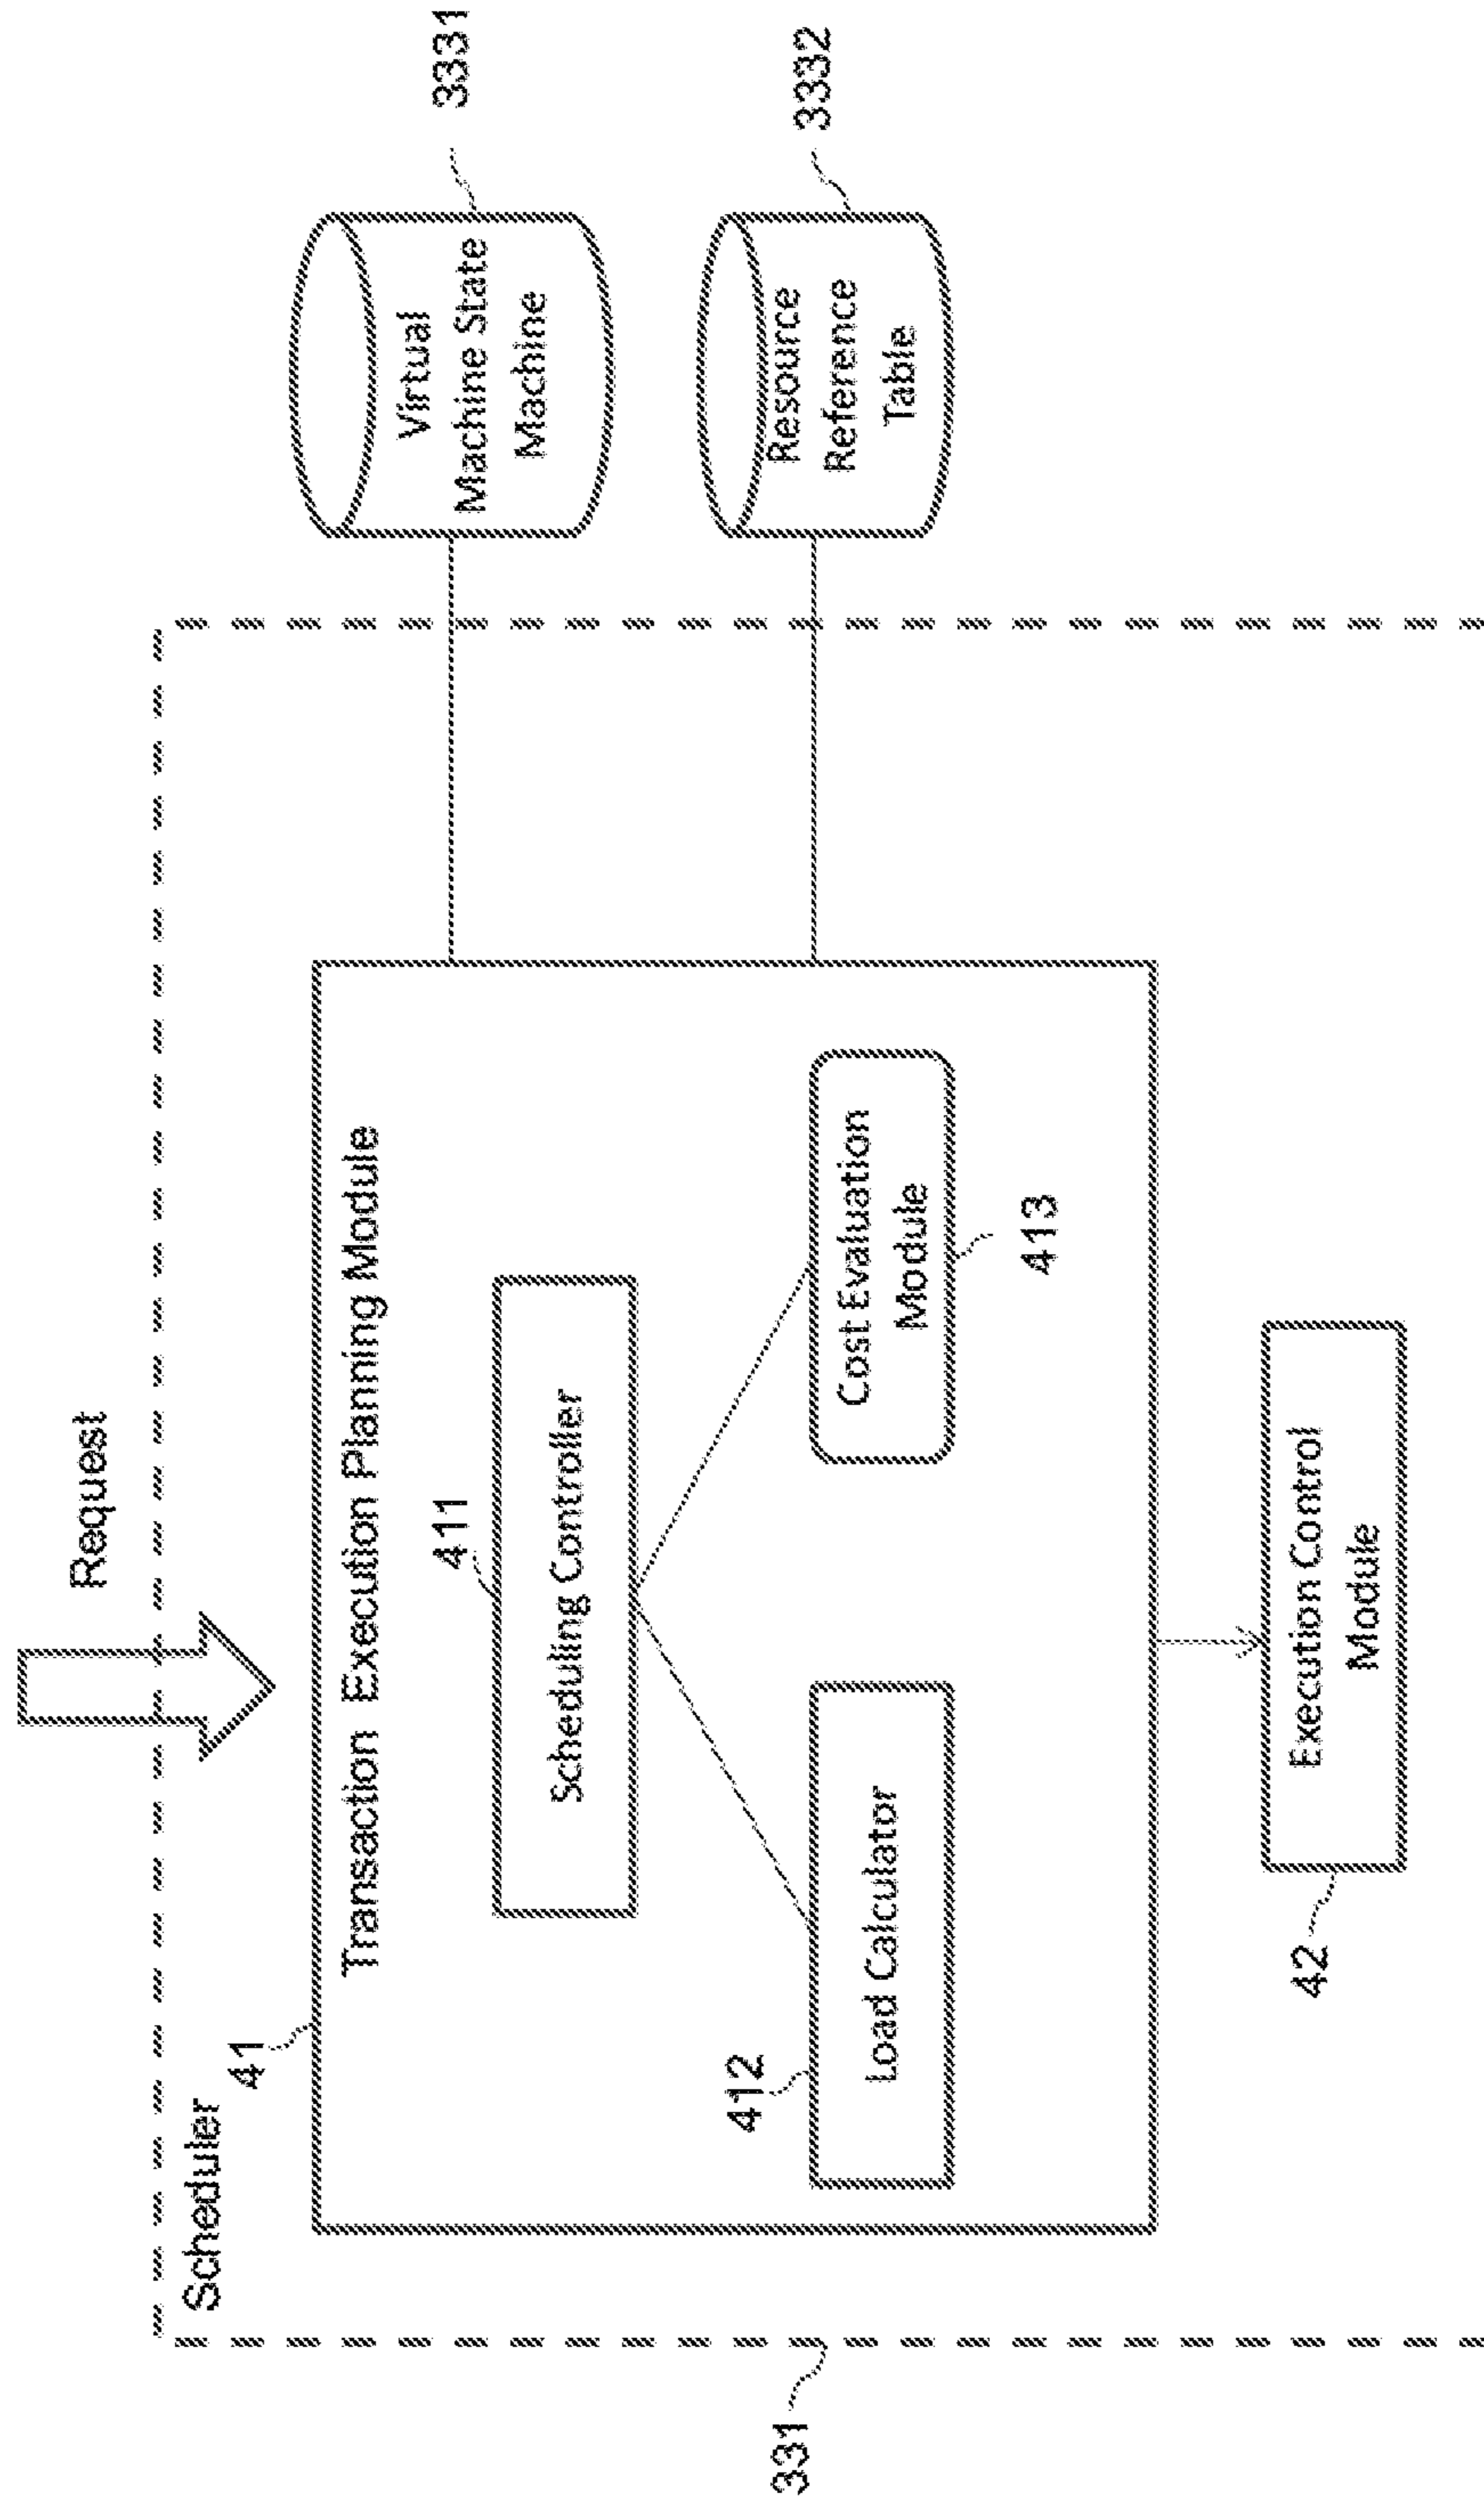 Request
Scheduler
331
41
Transaction Execution Planning Module
411
Scheduling Controller
412
Load Calculator
Cost Evaluation
Module
413
Execution Control
Module
42
Virtual
Machine State
Machine
3331
Resource
Reference
Table
3332